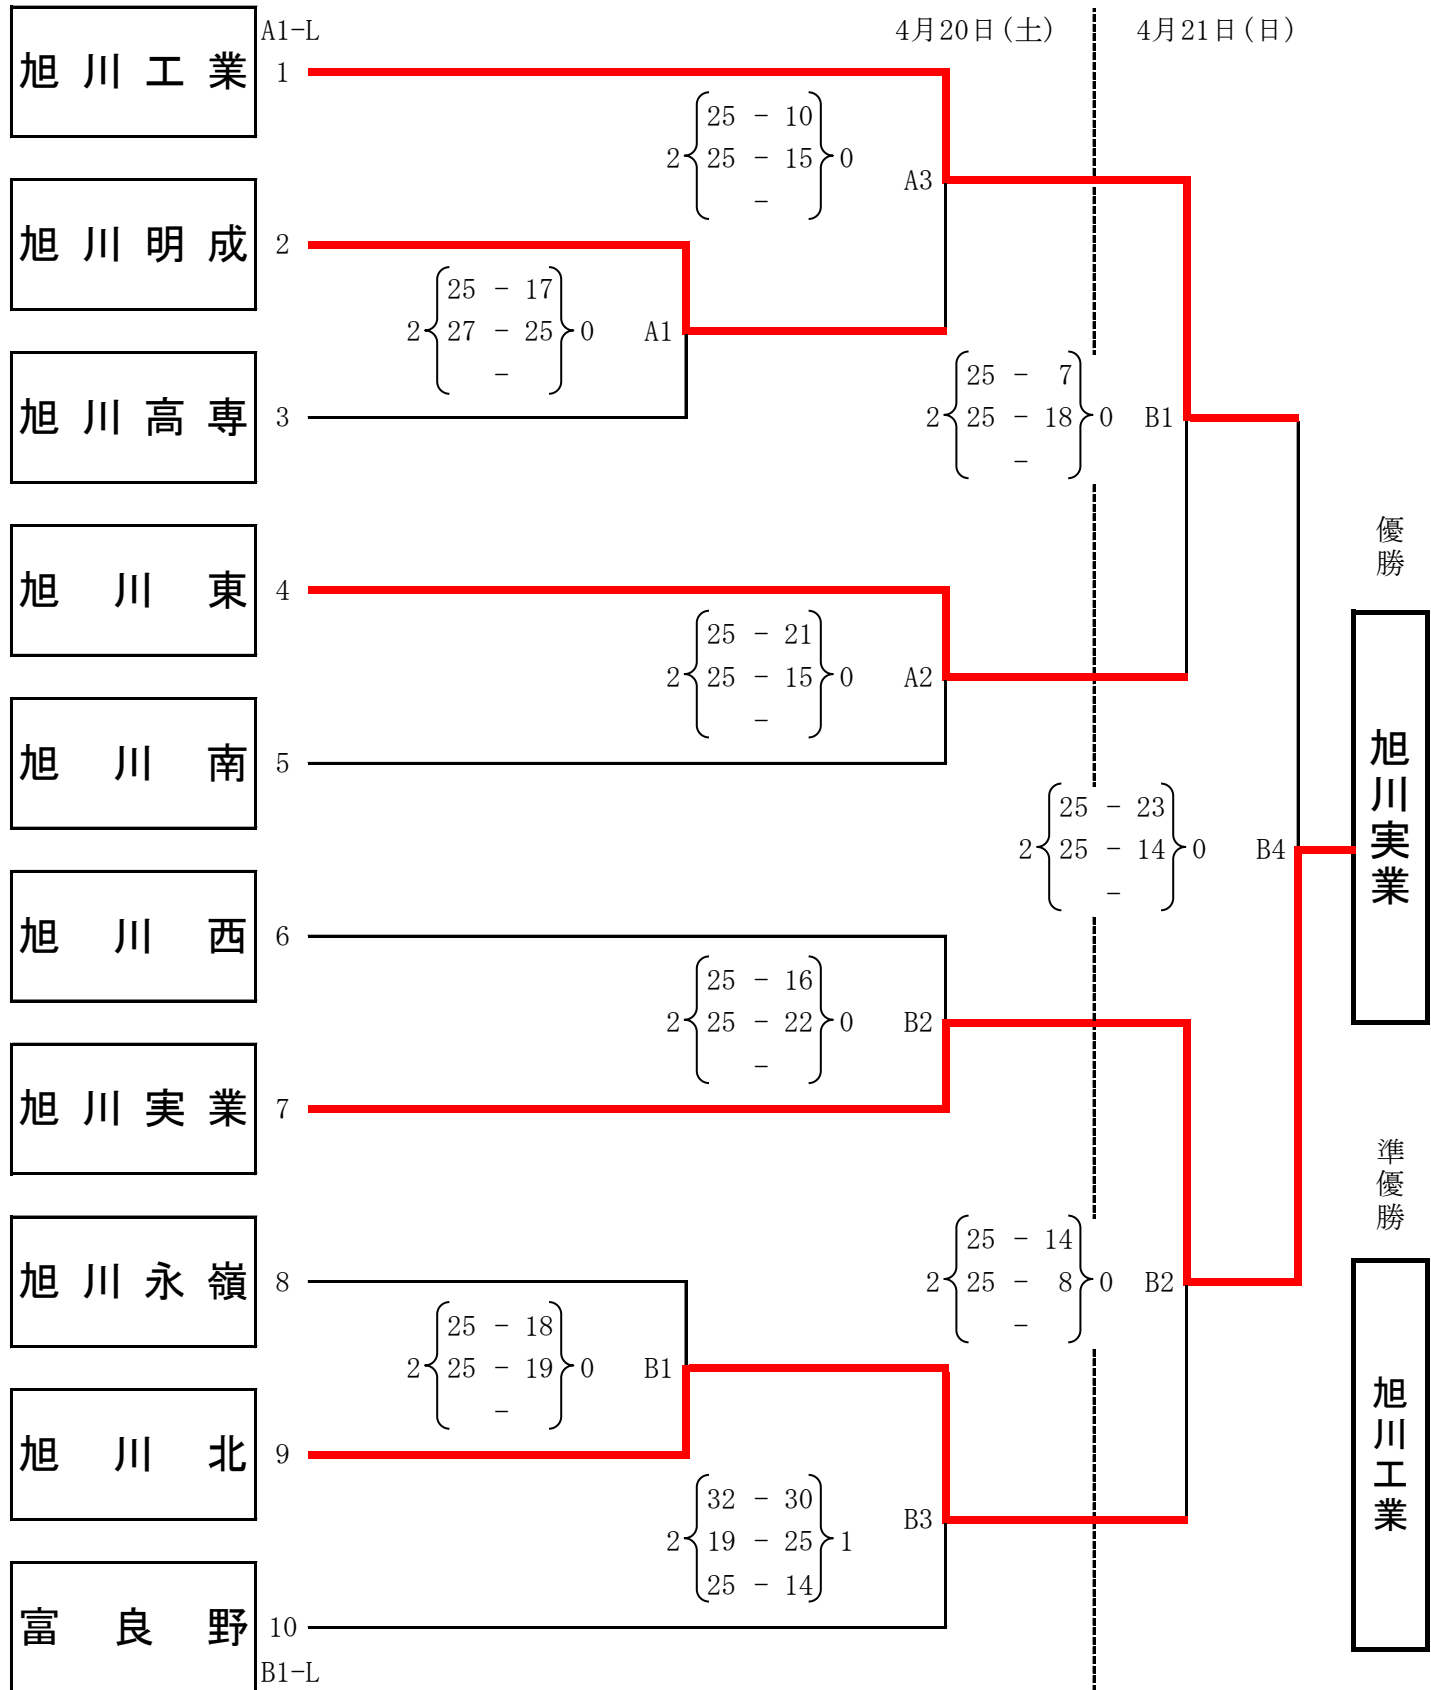 A1-L
4月20日(土)
4月21日(日)
旭川工業
1
25 - 10
2 25 - 15 0
-
A3
旭川明成
2
25 - 17
2 27 - 25 0
-
A1
旭川高専
3
25 - 7
2 25 - 18 0
-
B1
旭川東
4
25 - 21
2 25 - 15 0
-
A2
旭川南
5
25 - 23
2 25 - 14 0
-
B4
優勝
旭川実業
旭川西
6
25 - 16
2 25 - 22 0
-
B2
旭川実業
7
旭川永嶺
8
25 - 14
2 25 - 8 0
-
B2
25 - 18
2 25 - 19 0
-
B1
準優勝
旭川工業
旭川北
9
32 - 30
2 19 - 25 1
25 - 14
B3
富良野
10
B1-L